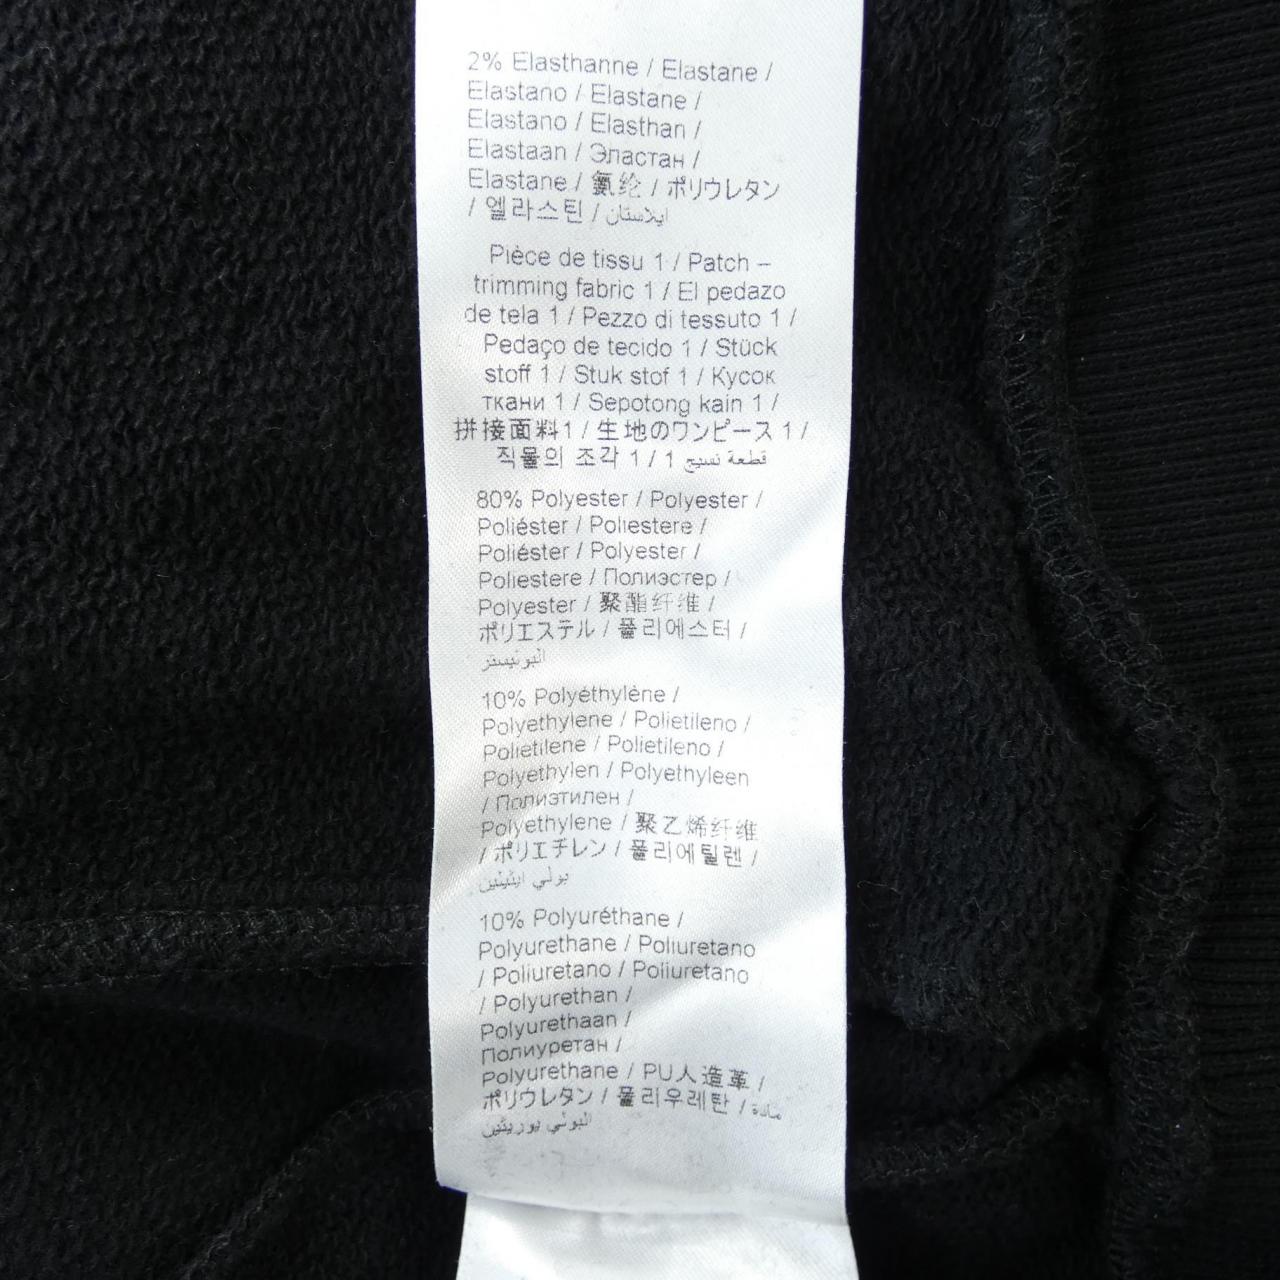 2% Elasthanne / Elastane /
Elastano / Elastane /
Elastano / Elasthan /
Elastaan / Эластан /
Elastane / 氨纶 / ポリウレタン
/ 엘라스틴 / ايلاستان
Pièce de tissu 1 / Patch –
trimming fabric 1 / El pedazo
de tela 1 / Pezzo di tessuto 1 /
Pedaço de tecido 1 / Stück
stoff 1 / Stuk stof 1 / Кусок
ткани 1 / Sepotong kain 1 /
拼接面料1 / 生地のワンピース 1 /
직물의 조각 1 / 1 قطعة نسيج
80% Polyester / Polyester /
Poliéster / Poliestere /
Poliéster / Polyester /
Poliestere / Полиэстер /
Polyester / 聚酯纤维 /
ポリエステル / 폴리에스터 /
10% Polyéthylène /
Polyethylene / Polietileno /
Polietilene / Polietileno /
Polyethylen / Polyethyleen
/ Полиэтилен /
Polyethylene / 聚乙烯纤维
/ ポリエチレン / 폴리에틸렌 /
بولي ايثيلين
10% Polyuréthane /
Polyurethane / Poliuretano
/ Poliuretano / Poliuretano
/ Polyurethan /
Polyurethaan /
Полиуретан /
Polyurethane / PU人造革 /
ポリウレタン / 폴리우레탄 / مادة
البولي يوريثين